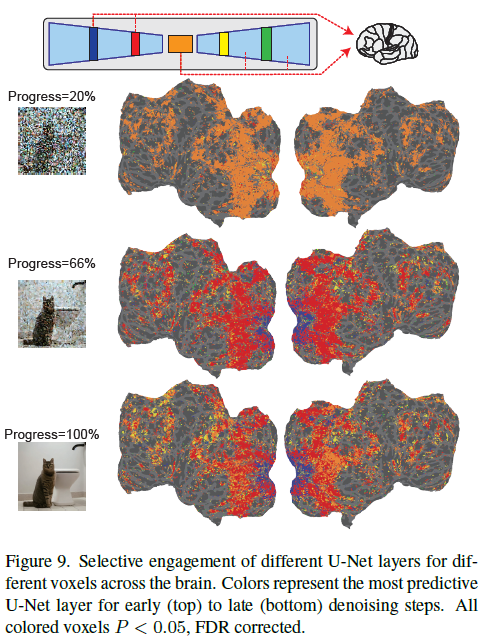 Progress=20%
Progress=66%
Progress=100%
Figure 9. Selective engagement of different U-Net layers for dif-
ferent voxels across the brain. Colors represent the most predictive
U-Net layer for early (top) to late (bottom) denoising steps. All
colored voxels P < 0.05, FDR corrected.